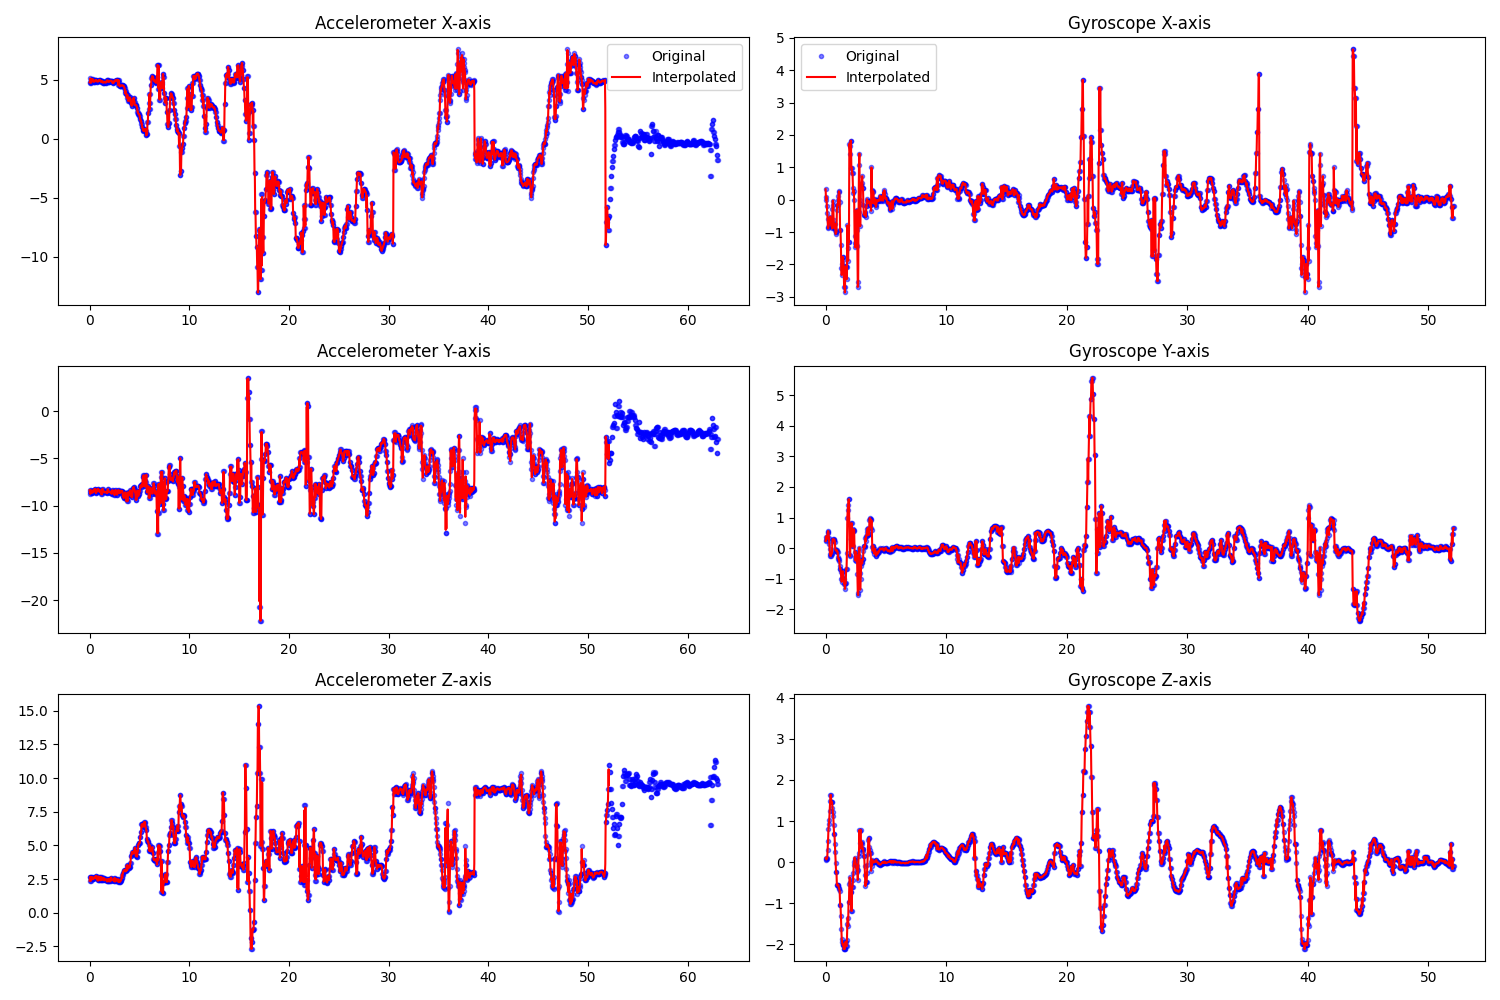 Accelerometer X-axis
5
0
−5
−10
0 10 20 30 40 50 60
Original
Interpolated
Gyroscope X-axis
5
4
3
2
1
0
−1
−2
−3
0 10 20 30 40 50
Original
Interpolated
Accelerometer Y-axis
0
−5
−10
−15
−20
0 10 20 30 40 50 60
Gyroscope Y-axis
5
4
3
2
1
0
−1
−2
0 10 20 30 40 50
Accelerometer Z-axis
15.0
12.5
10.0
7.5
5.0
2.5
0.0
−2.5
0 10 20 30 40 50 60
Gyroscope Z-axis
4
3
2
1
0
−1
−2
0 10 20 30 40 50